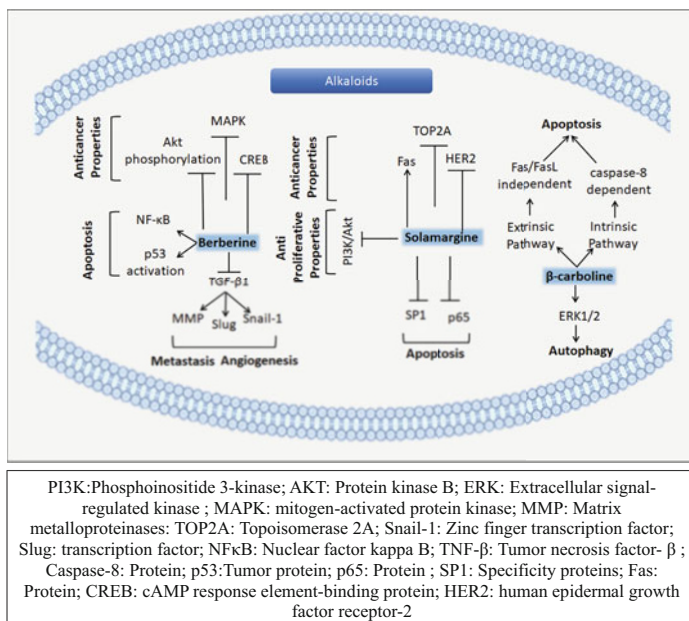 Alkaloids
Anticancer
Properties
MAPK
Akt
phosphorylation
CREB
Apoptosis
NF-κB
p53
activation
Berberine
TGF-β1
MMP
Slug
Snail-1
Metastasis Angiogenesis
Anticancer
Properties
TOP2A
Fas
HER2
Anti
Proliferative
Properties
PI3K/Akt
Solamargine
SP1
p65
Apoptosis
Apoptosis
Fas/FasL
independent
caspase-8
dependent
Extrinsic
Pathway
Intrinsic
Pathway
β-carboline
ERK1/2
Autophagy
PI3K:Phosphoinositide 3-kinase; AKT: Protein kinase B; ERK: Extracellular signal-
regulated kinase ; MAPK: mitogen-activated protein kinase; MMP: Matrix
metalloproteinases: TOP2A: Topoisomerase 2A; Snail-1: Zinc finger transcription factor;
Slug: transcription factor; NFκB: Nuclear factor kappa B; TNF-β: Tumor necrosis factor- β ;
Caspase-8: Protein; p53:Tumor protein; p65: Protein ; SP1: Specificity proteins; Fas:
Protein; CREB: cAMP response element-binding protein; HER2: human epidermal growth
factor receptor-2